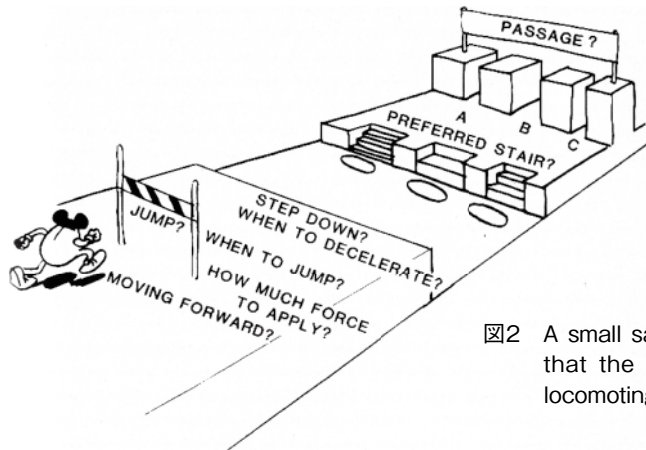 PASSAGE?
A
B
C
PREFERRED STAIR?
STEP DOWN?
WHEN TO DECELERATE?
JUMP?
WHEN TO JUMP?
HOW MUCH FORCE
TO APPLY?
MOVING FORWARD?
図2 A small sa
that the
locomoting